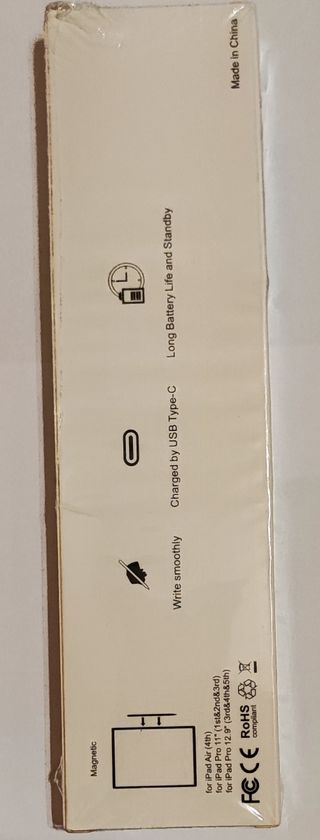 Magnetic
for iPad Air (4th)
for iPad Pro 11" (1st&2nd&3rd)
for iPad Pro 12.9" (3rd&4th&5th)
FC CE RoHS
compliant
Write smoothly
Charged by USB Type-C
Long Battery Life and Standby
Made in China